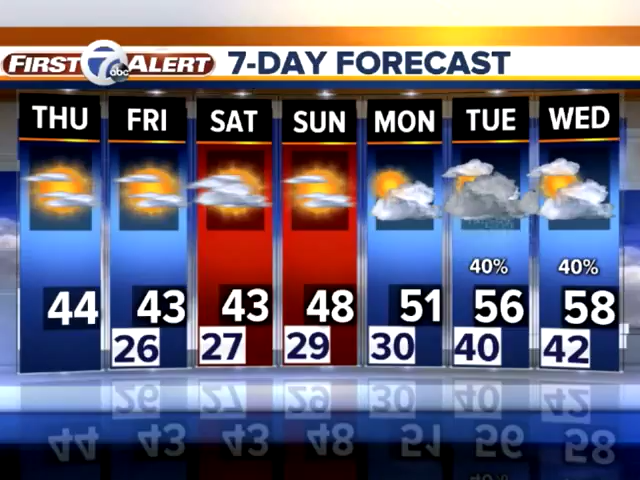 FIRST 7 abc ALERT 7-DAY FORECAST
THU FRI SAT SUN MON TUE WED
40% 40%
44 43 43 48 51 56 58
26 27 29 30 40 42